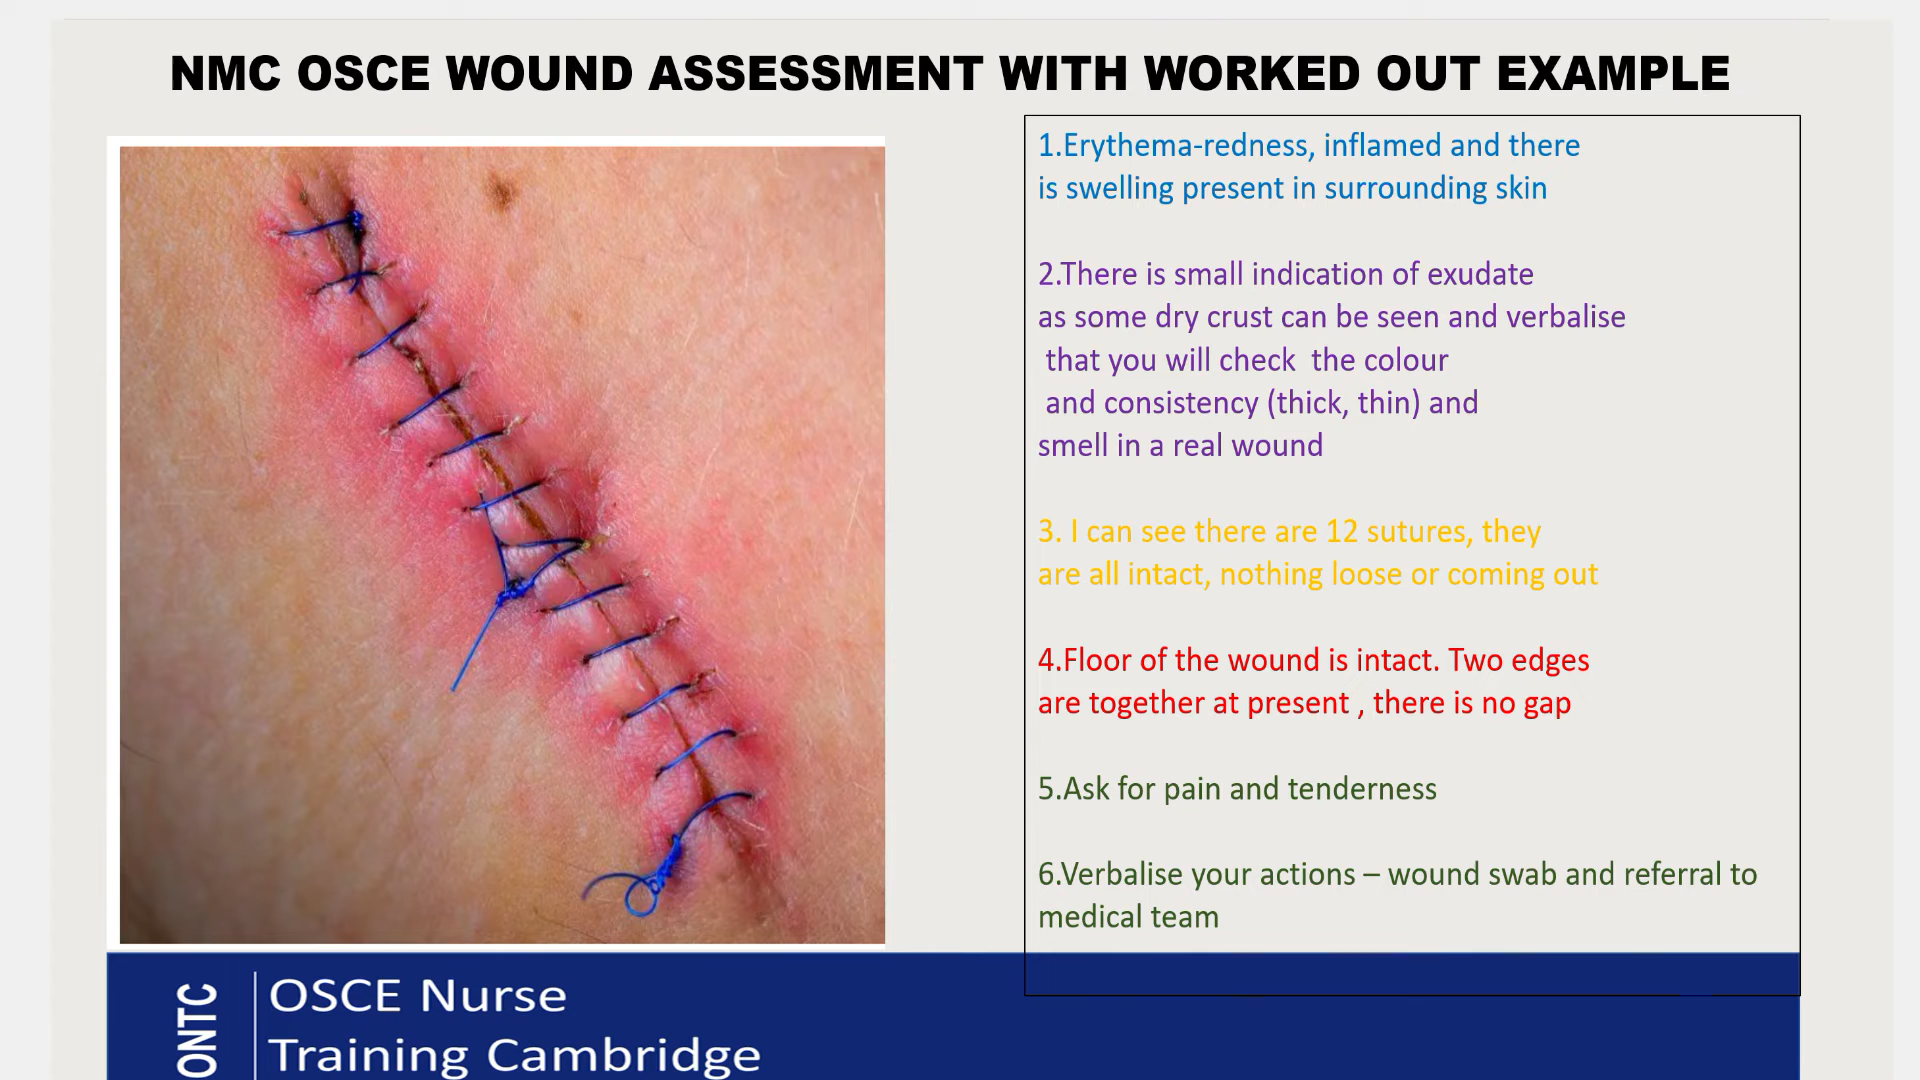 NMC OSCE WOUND ASSESSMENT WITH WORKED OUT EXAMPLE
1.Erythema-redness, inflamed and there
is swelling present in surrounding skin
2.There is small indication of exudate
as some dry crust can be seen and verbalise
that you will check  the colour
and consistency (thick, thin) and
smell in a real wound
3. I can see there are 12 sutures, they
are all intact, nothing loose or coming out
4.Floor of the wound is intact. Two edges
are together at present , there is no gap
5.Ask for pain and tenderness
6.Verbalise your actions – wound swab and referral to
medical team
ONTC
OSCE Nurse
Training Cambridge